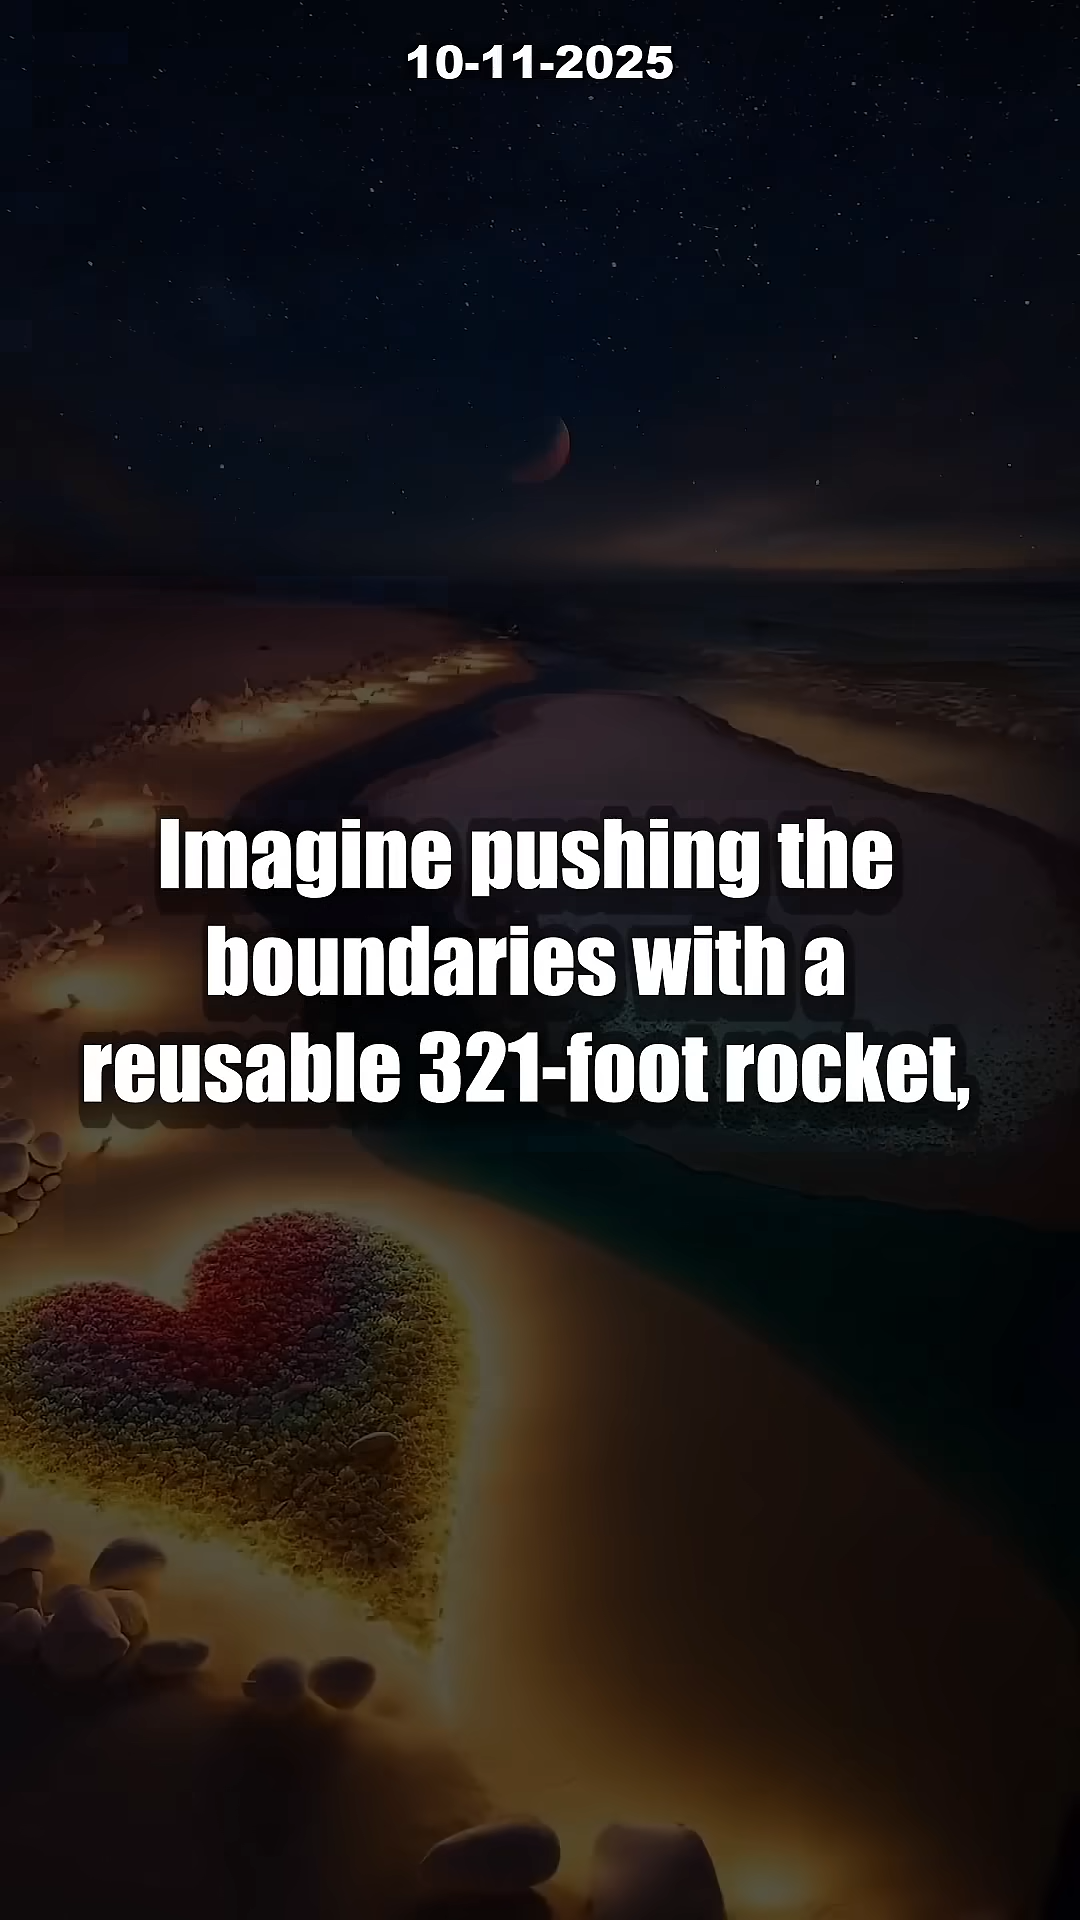 10-11-2025
Imagine pushing the
boundaries with a
reusable 321-foot rocket,